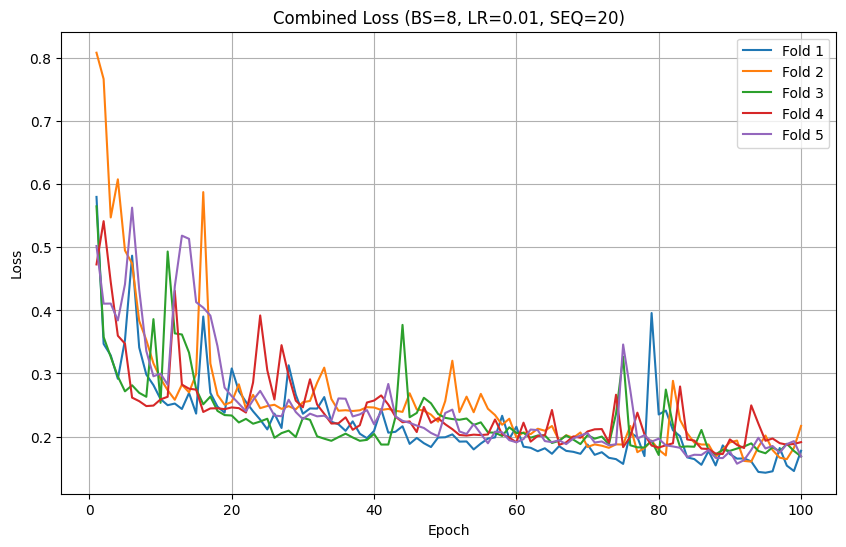 Combined Loss (BS=8, LR=0.01, SEQ=20)
Fold 1
Fold 2
Fold 3
Fold 4
Fold 5
Loss
0.8
0.7
0.6
0.5
0.4
0.3
0.2
0 20 40 60 80 100
Epoch